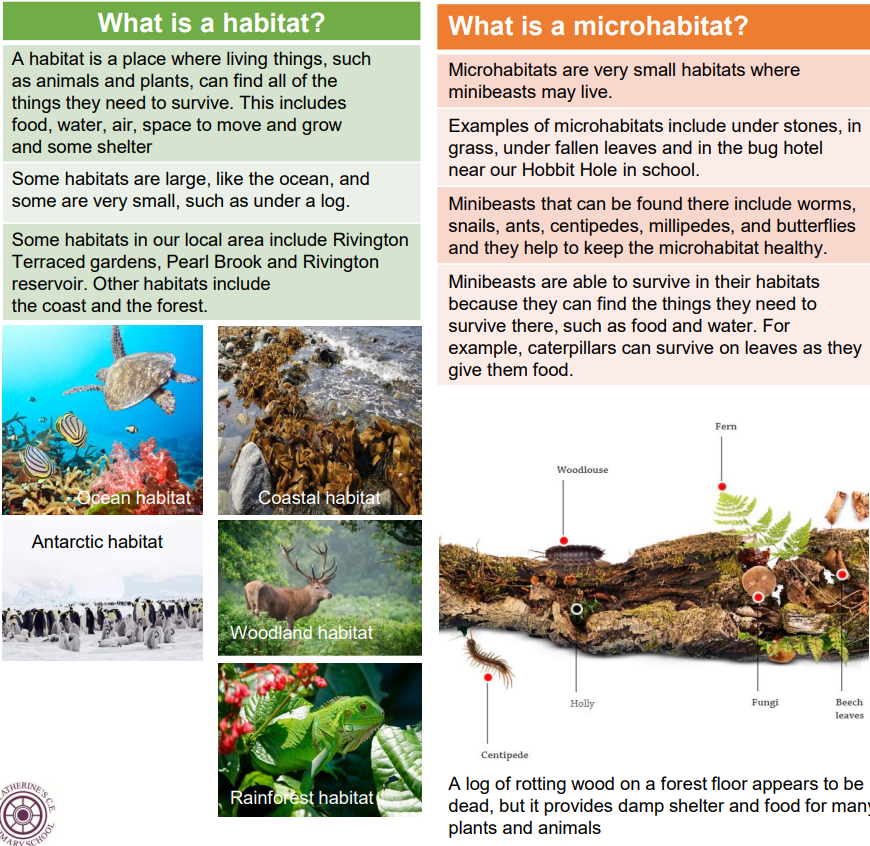 What is a habitat?
A habitat is a place where living things, such
as animals and plants, can find all of the
things they need to survive. This includes
food, water, air, space to move and grow
and some shelter
Some habitats are large, like the ocean, and
some are very small, such as under a log.
Some habitats in our local area include Rivington
Terraced gardens, Pearl Brook and Rivington
reservoir. Other habitats include
the coast and the forest.
Ocean habitat
Coastal habitat
Antarctic habitat
Woodland habitat
Rainforest habitat
What is a microhabitat?
Microhabitats are very small habitats where
minibeasts may live.
Examples of microhabitats include under stones, in
grass, under fallen leaves and in the bug hotel
near our Hobbit Hole in school.
Minibeasts that can be found there include worms,
snails, ants, centipedes, millipedes, and butterflies
and they help to keep the microhabitat healthy.
Minibeasts are able to survive in their habitats
because they can find the things they need to
survive there, such as food and water. For
example, caterpillars can survive on leaves as they
give them food.
Fern
Woodlouse
Holly
Fungi
Beech
leaves
Centipede
A log of rotting wood on a forest floor appears to be
dead, but it provides damp shelter and food for many
plants and animals